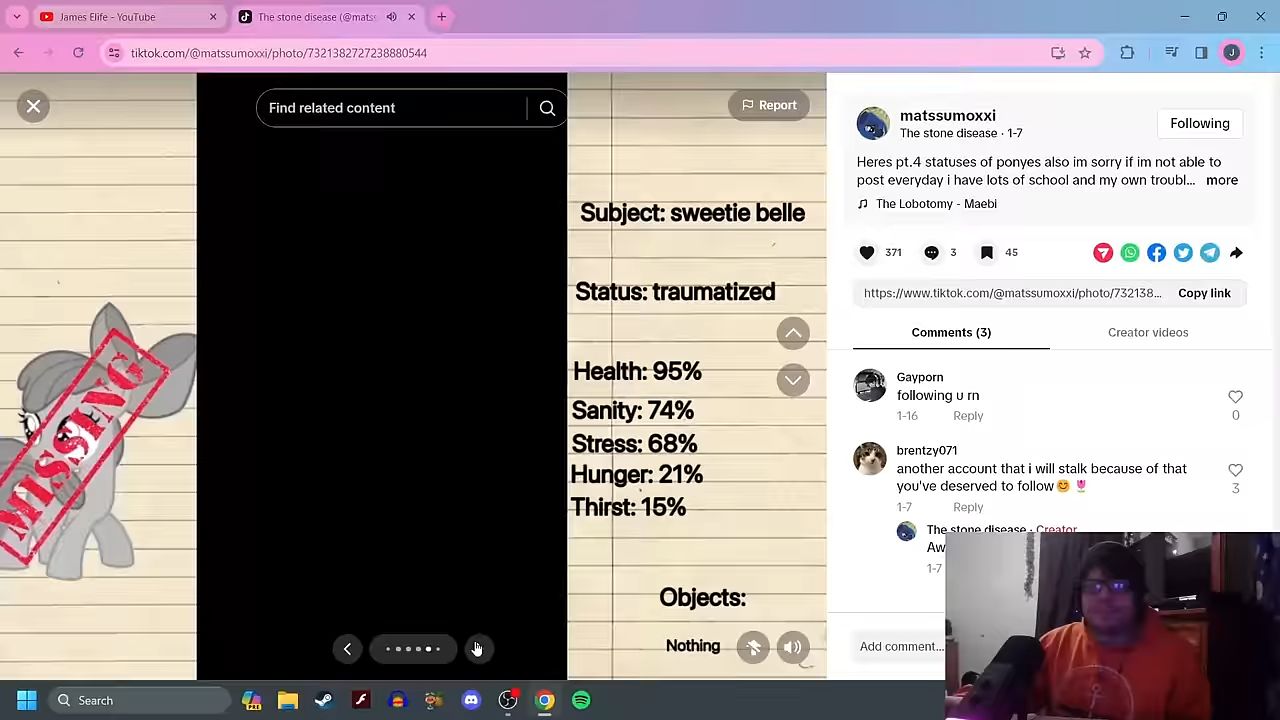 James Elife - YouTube
The stone disease (@mats
tiktok.com/@matssumoxxi/photo/7321382727238880544
J
Find related content
Report
MISSING
Subject: sweetie belle
Status: traumatized
Health: 95%
Sanity: 74%
Stress: 68%
Hunger: 21%
Thirst: 15%
Objects:
Nothing
matssumoxxi
The stone disease · 1-7
Following
Heres pt.4 statuses of ponyes also im sorry if im not able to
post everyday i have lots of school and my own troubl... more
The Lobotomy - Maebi
371
3
45
https://www.tiktok.com/@matssumoxxi/photo/732138...
Copy link
Comments (3)
Creator videos
Gayporn
following u rn
1-16 Reply
0
brentzy071
another account that i will stalk because of that
you've deserved to follow😊🌷
3
1-7 Reply
The stone disease · Creator
Aw
1-7
Add comment...
Search
PRE